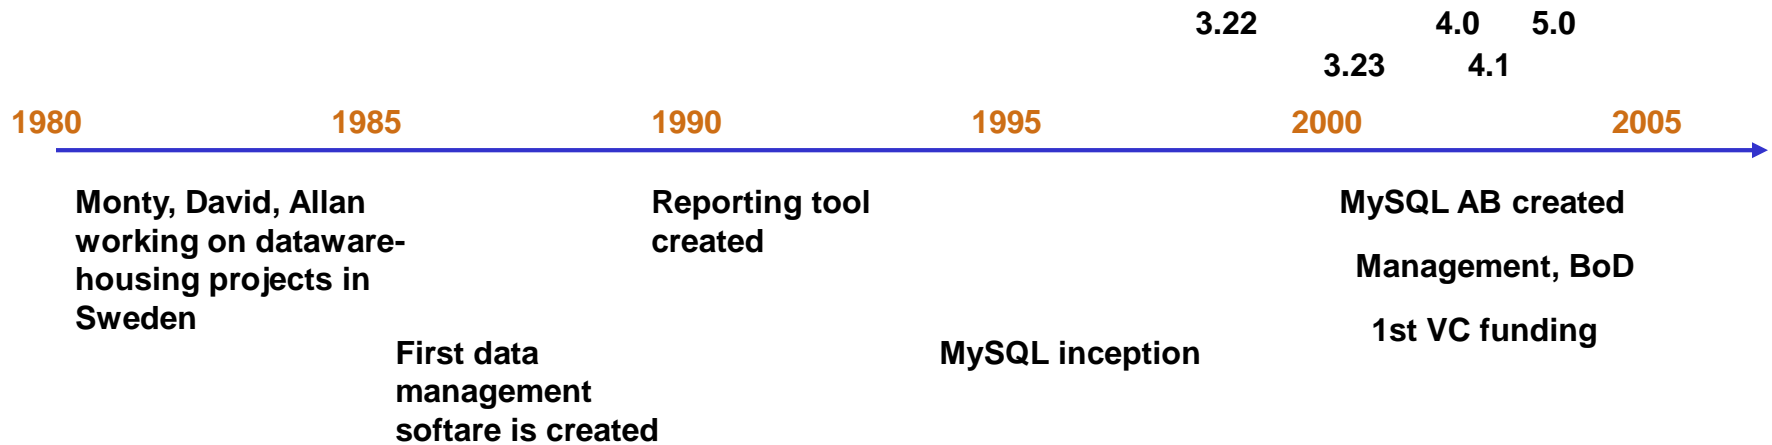 3.22 4.0 5.0
3.23 4.1
1980 1985 1990 1995 2000 2005
Monty, David, Allan
working on dataware-
housing projects in
Sweden
First data
management
softare is created
Reporting tool
created
MySQL inception
MySQL AB created
Management, BoD
1st VC funding